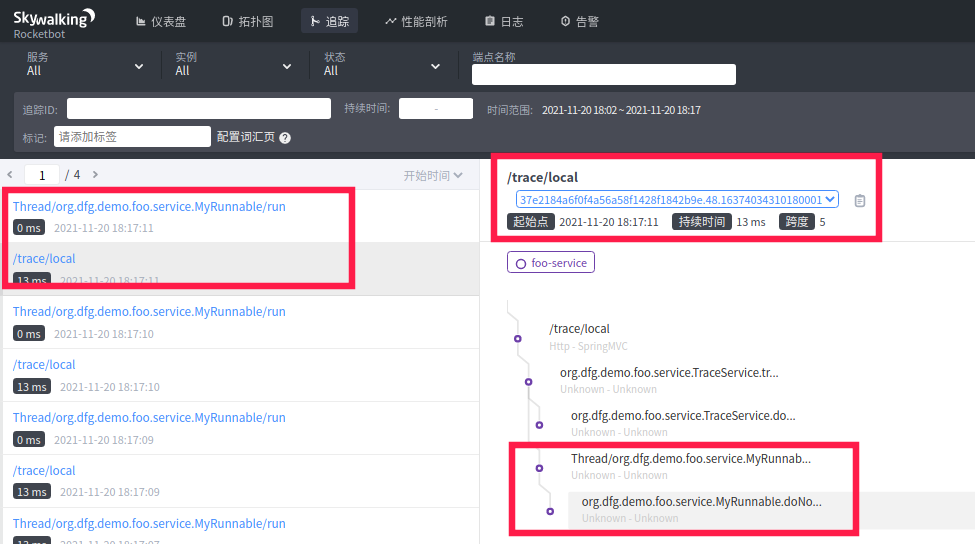 Skywalking
Rocketbot
仪表盘 拓扑图 追踪 性能剖析 日志 告警
服务 实例 状态 端点名称
All All All
追踪ID: 持续时间: - 时间范围: 2021-11-20 18:02 ~ 2021-11-20 18:17
标记: 请添加标签 配置词汇页 ?
1 / 4 开始时间
Thread/org.dfg.demo.foo.service.MyRunnable/run
0 ms 2021-11-20 18:17:11
/trace/local
13 ms 2021-11-20 18:17:11
Thread/org.dfg.demo.foo.service.MyRunnable/run
0 ms 2021-11-20 18:17:10
/trace/local
13 ms 2021-11-20 18:17:10
Thread/org.dfg.demo.foo.service.MyRunnable/run
0 ms 2021-11-20 18:17:09
/trace/local
13 ms 2021-11-20 18:17:09
Thread/org.dfg.demo.foo.service.MyRunnable/run
13 ms 2021-11-20 18:17:07
/trace/local
37e2184a6f0f4a56a58f1428f1842b9e.48.16374034310180001
起始点 2021-11-20 18:17:11 持续时间 13 ms 跨度 5
foo-service
/trace/local
Http - SpringMVC
org.dfg.demo.foo.service.TraceService.tr...
Unknown - Unknown
org.dfg.demo.foo.service.TraceService.do...
Unknown - Unknown
Thread/org.dfg.demo.foo.service.MyRunnab...
Unknown - Unknown
org.dfg.demo.foo.service.MyRunnable.doNo...
Unknown - Unknown